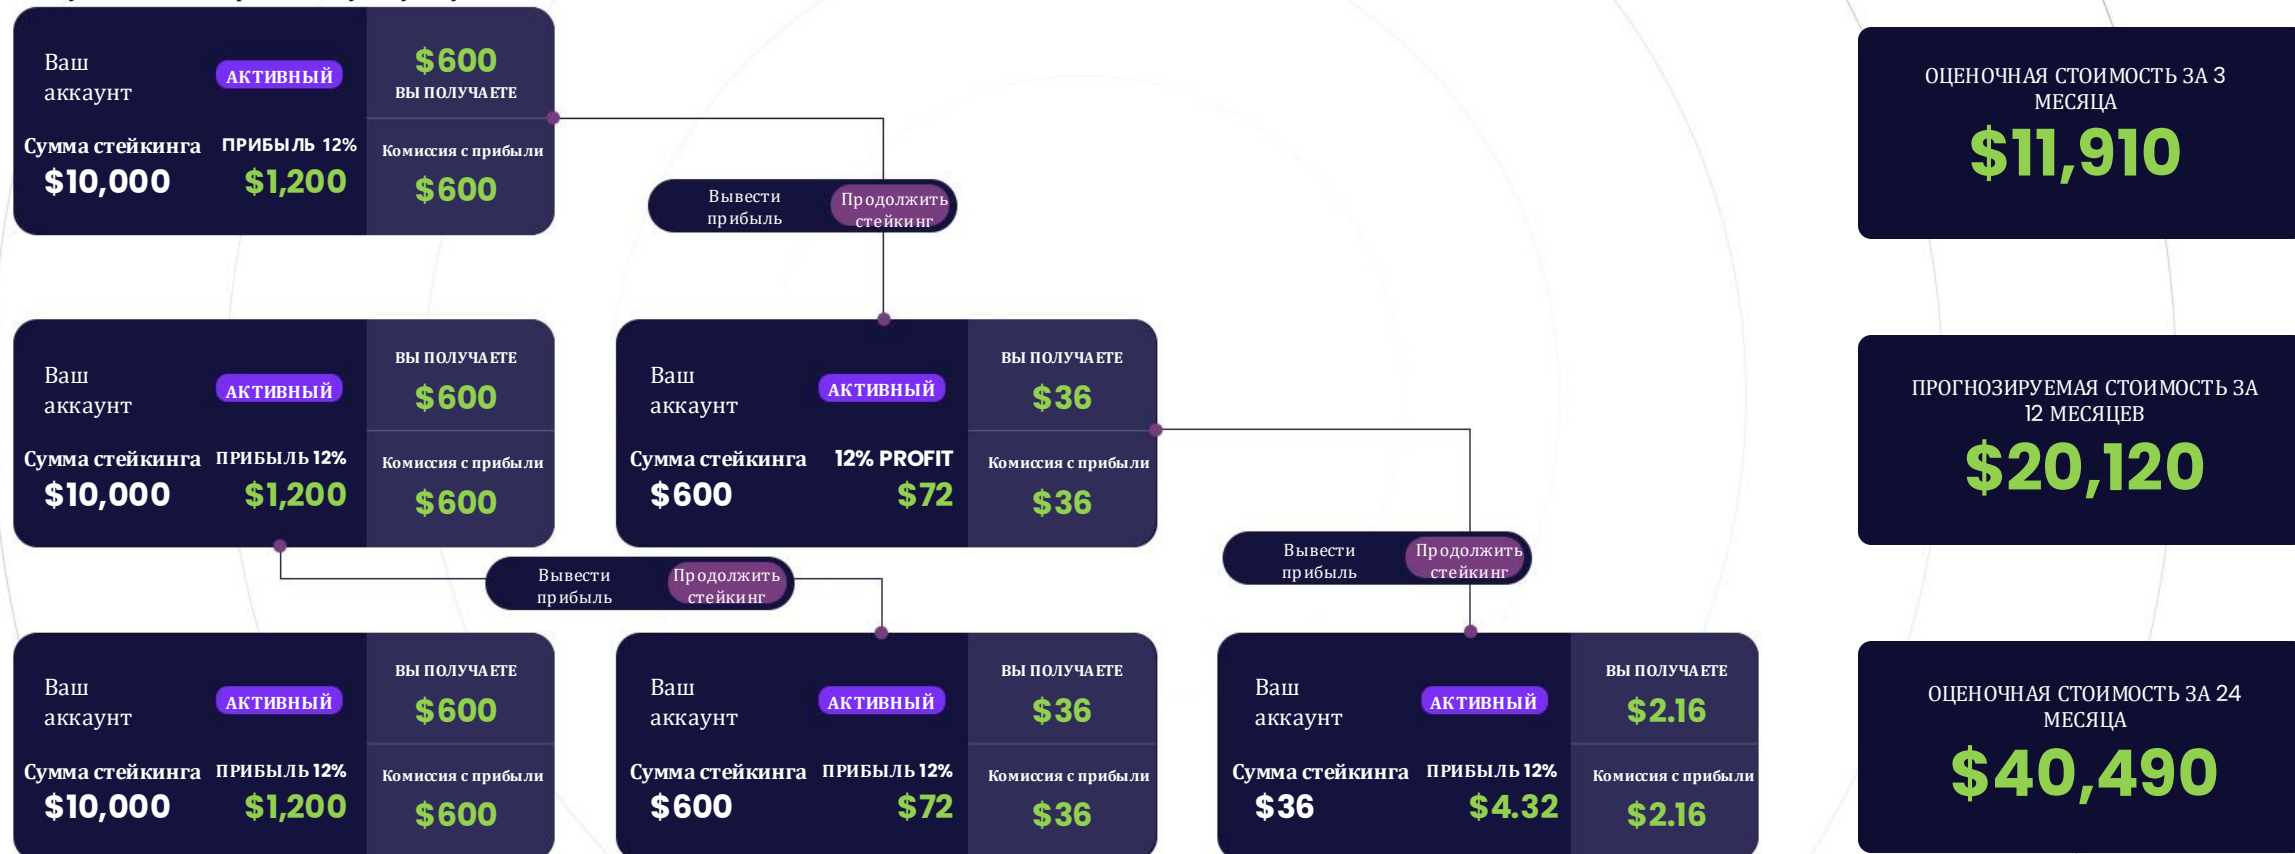 Ваш
аккаунт
АКТИВНЫЙ
$600
ВЫ ПОЛУЧАЕТЕ
Сумма стейкинга
$10,000
ПРИБЫЛЬ 12%
$1,200
Комиссия с прибыли
$600
Вывести
прибыль
Продолжить
стейкинг
ОЦЕНОЧНАЯ СТОИМОСТЬ ЗА 3
МЕСЯЦА
$11,910
Ваш
аккаунт
АКТИВНЫЙ
ВЫ ПОЛУЧАЕТЕ
$600
Сумма стейкинга
$10,000
ПРИБЫЛЬ 12%
$1,200
Комиссия с прибыли
$600
Ваш
аккаунт
АКТИВНЫЙ
ВЫ ПОЛУЧАЕТЕ
$36
Сумма стейкинга
$600
12% PROFIT
$72
Комиссия с прибыли
$36
ПРОГНОЗИРУЕМАЯ СТОИМОСТЬ ЗА
12 МЕСЯЦЕВ
$20,120
Вывести
прибыль
Продолжить
стейкинг
Вывести
прибыль
Продолжить
стейкинг
Ваш
аккаунт
АКТИВНЫЙ
ВЫ ПОЛУЧАЕТЕ
$600
Сумма стейкинга
$10,000
ПРИБЫЛЬ 12%
$1,200
Комиссия с прибыли
$600
Ваш
аккаунт
АКТИВНЫЙ
ВЫ ПОЛУЧАЕТЕ
$36
Сумма стейкинга
$600
ПРИБЫЛЬ 12%
$72
Комиссия с прибыли
$36
Ваш
аккаунт
АКТИВНЫЙ
ВЫ ПОЛУЧАЕТЕ
$2.16
Сумма стейкинга
$36
ПРИБЫЛЬ 12%
$4.32
Комиссия с прибыли
$2.16
ОЦЕНОЧНАЯ СТОИМОСТЬ ЗА 24
МЕСЯЦА
$40,490